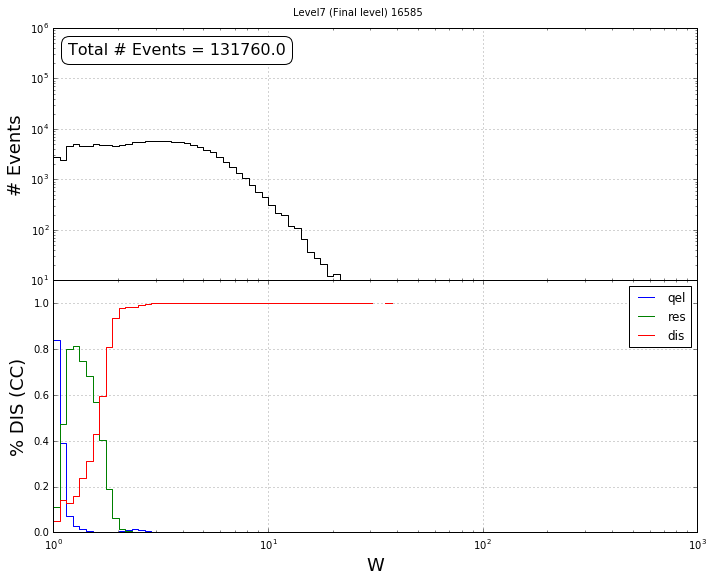 Level7 (Final level) 16585
10^6
Total # Events = 131760.0
10^5
10^4
# Events
10^3
10^2
10^1
1.0
qel
res
dis
0.8
0.6
% DIS (CC)
0.4
0.2
0.0
10^0 10^1 10^2 10^3
W